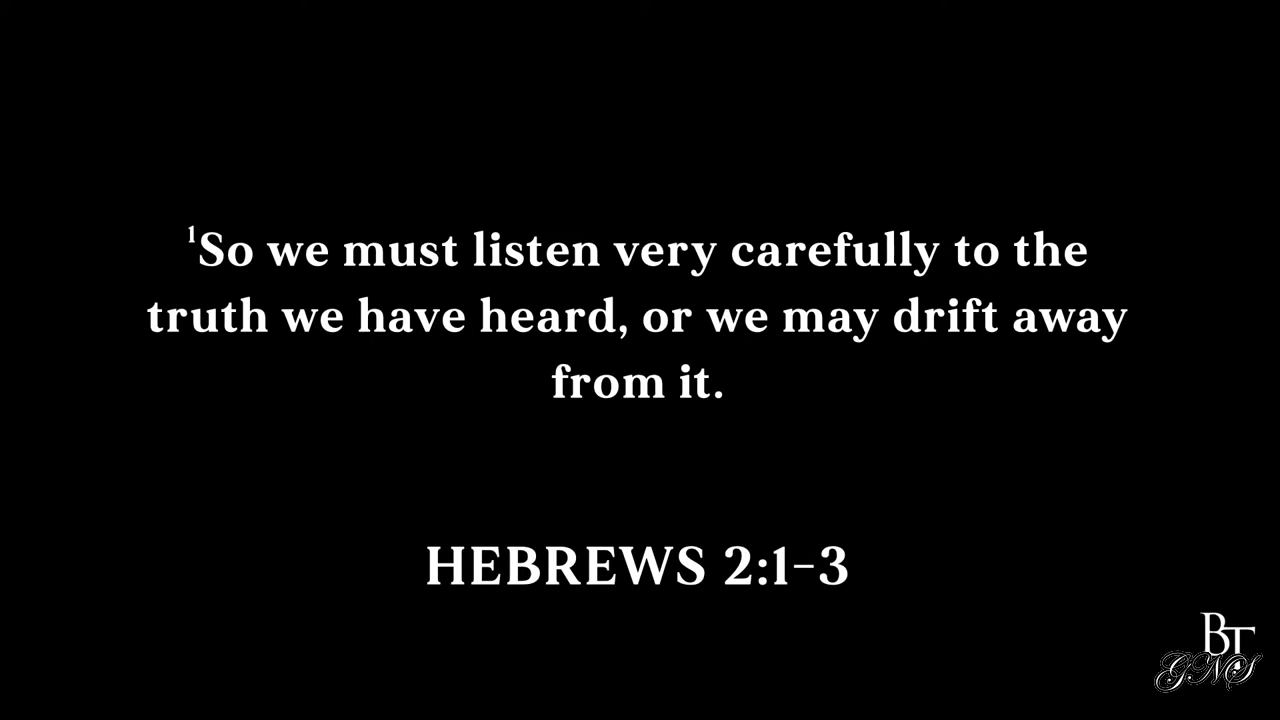 ¹So we must listen very carefully to the
truth we have heard, or we may drift away
from it.
HEBREWS 2:1-3
BT
GNS